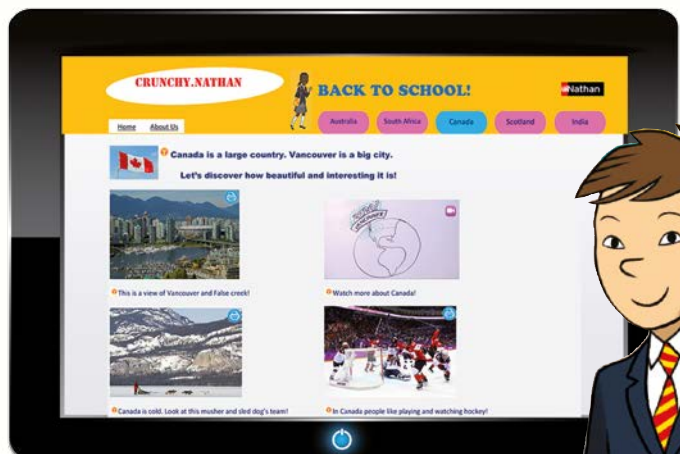 CRUNCHY.NATHAN
BACK TO SCHOOL!
Nathan
Home About Us
Australia South Africa Canada Scotland India
Canada is a large country. Vancouver is a big city.
Let's discover how beautiful and interesting it is!
VANCOUVER
This is a view of Vancouver and False creek!
Watch more about Canada!
Canada is cold. Look at this musher and sled dog's team!
In Canada people like playing and watching hockey!